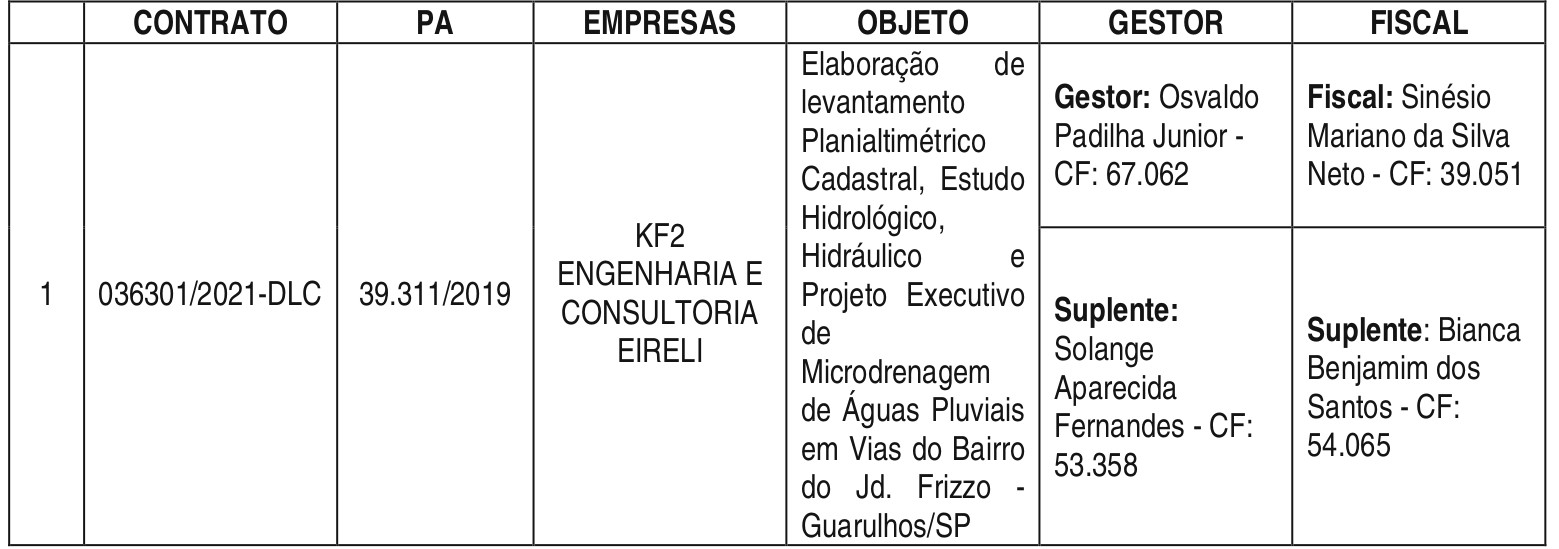 CONTRATO
PA
EMPRESAS
OBJETO
GESTOR
FISCAL
1
036301/2021-DLC
39.311/2019
KF2
ENGENHARIA E
CONSULTORIA
EIRELI
Elaboração de
levantamento
Planialtimétrico
Cadastral, Estudo
Hidrológico,
Hidráulico e
Projeto Executivo
de
Microdrenagem
de Águas Pluviais
em Vias do Bairro
do Jd. Frizzo -
Guarulhos/SP
Gestor: Osvaldo
Padilha Junior -
CF: 67.062
Fiscal: Sinésio
Mariano da Silva
Neto - CF: 39.051
Suplente:
Solange
Aparecida
Fernandes - CF:
53.358
Suplente: Bianca
Benjamim dos
Santos - CF:
54.065